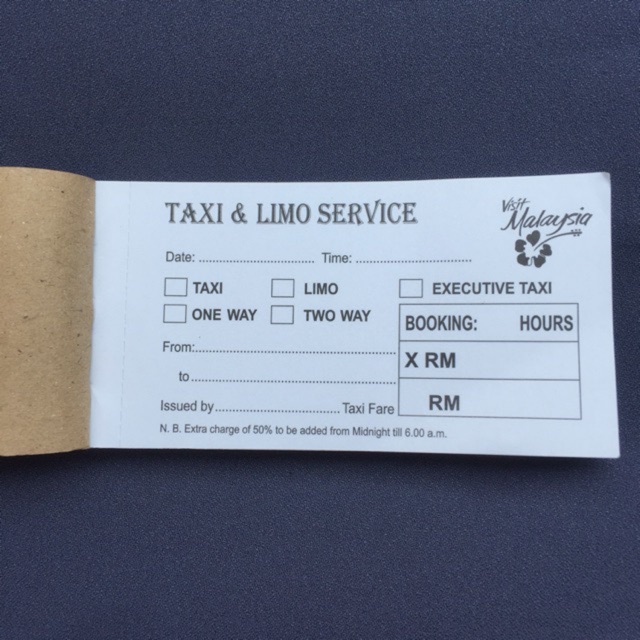 TAXI & LIMO SERVICE
Visit
Malaysia
Date: .................................... Time: ....................................
TAXI LIMO EXECUTIVE TAXI
ONE WAY TWO WAY
BOOKING: HOURS
From:................................................................
X RM
to................................................................
Issued by...................................... Taxi Fare RM
N. B. Extra charge of 50% to be added from Midnight till 6.00 a.m.